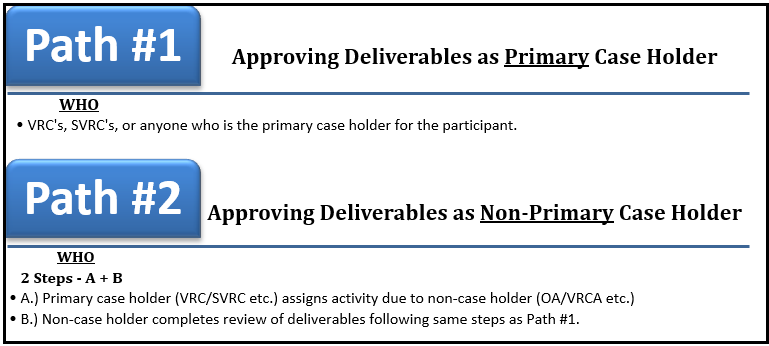 Path #1
Approving Deliverables as Primary Case Holder
WHO
• VRC's, SVRC's, or anyone who is the primary case holder for the participant.
Path #2
Approving Deliverables as Non-Primary Case Holder
WHO
2 Steps - A + B
• A.) Primary case holder (VRC/SVRC etc.) assigns activity due to non-case holder (OA/VRCA etc.)
• B.) Non-case holder completes review of deliverables following same steps as Path #1.